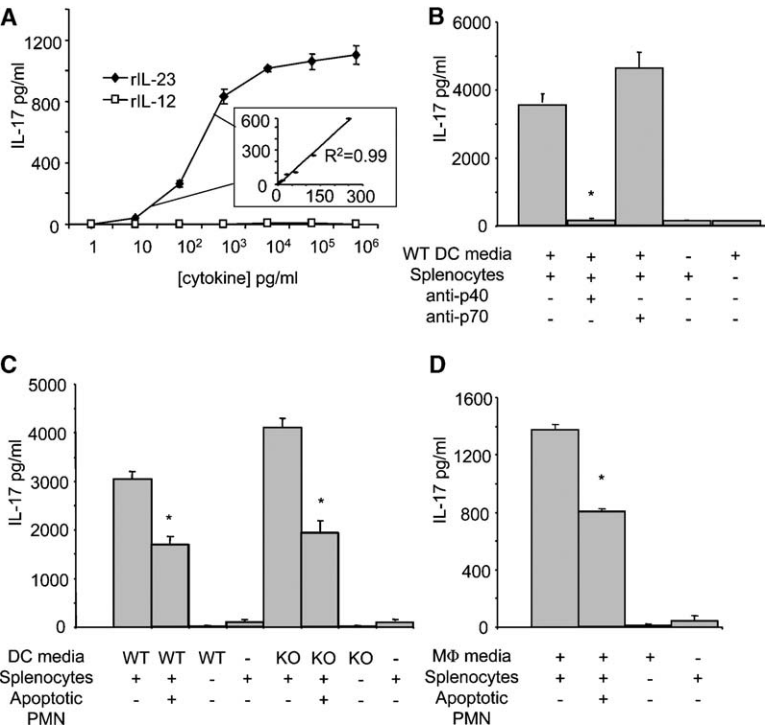 A
IL-17 pg/ml
1200
800
400
0
rIL-23
rIL-12
600
300
0
R²=0.99
0 300 300
1 10 10² 10³ 10⁴ 10⁵ 10⁶
[cytokine] pg/ml
B
IL-17 pg/ml
6000
4000
2000
0
*
WT DC media + + + - +
Splenocytes + + + + -
anti-p40 - + - - -
anti-p70 - - + - -
C
IL-17 pg/ml
5000
4000
3000
2000
1000
0
* *
DC media WT WT WT - KO KO KO -
Splenocytes + + - + + + - +
Apoptotic - + - - - + - -
PMN
D
IL-17 pg/ml
1600
1400
800
400
0
*
MΦ media + + + -
Splenocytes + + - +
Apoptotic - + - -
PMN